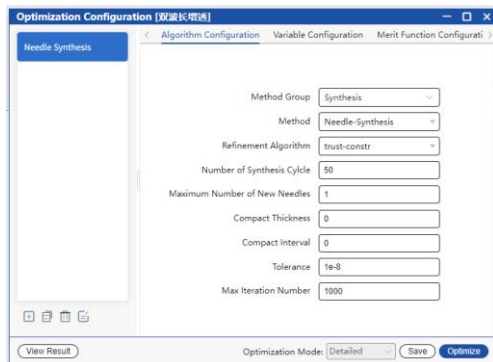 Optimization Configuration [双波长增透]
Needle Synthesis
Algorithm Configuration Variable Configuration Merit Function Configurati
Method Group Synthesis
Method Needle-Synthesis
Refinement Algorithm trust-constr
Number of Synthesis Cylcle 50
Maximum Number of New Needles 1
Compact Thickness 0
Compact Interval 0
Tolerance 1e-8
Max Iteration Number 1000
View Result Optimization Mode: Detailed Save Optimize